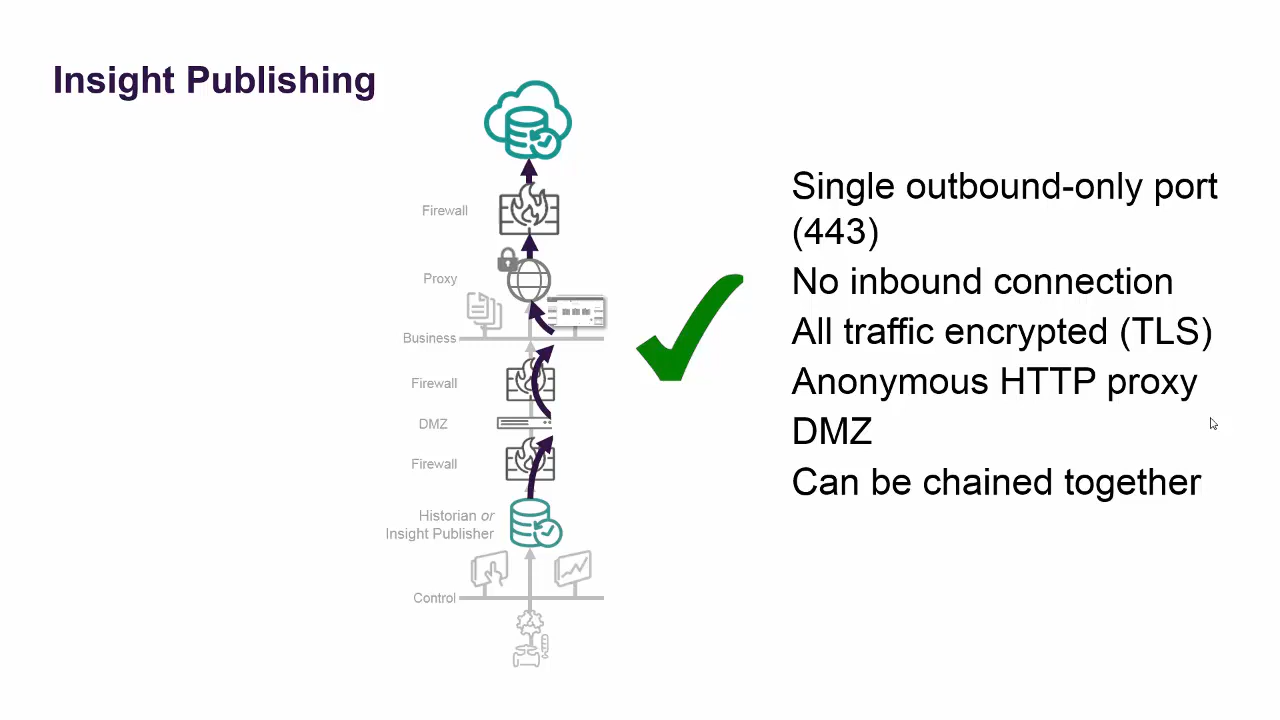 Insight Publishing
Firewall
Proxy
Business
Firewall
DMZ
Firewall
Historian or
Insight Publisher
Control
Single outbound-only port
(443)
No inbound connection
All traffic encrypted (TLS)
Anonymous HTTP proxy
DMZ
Can be chained together